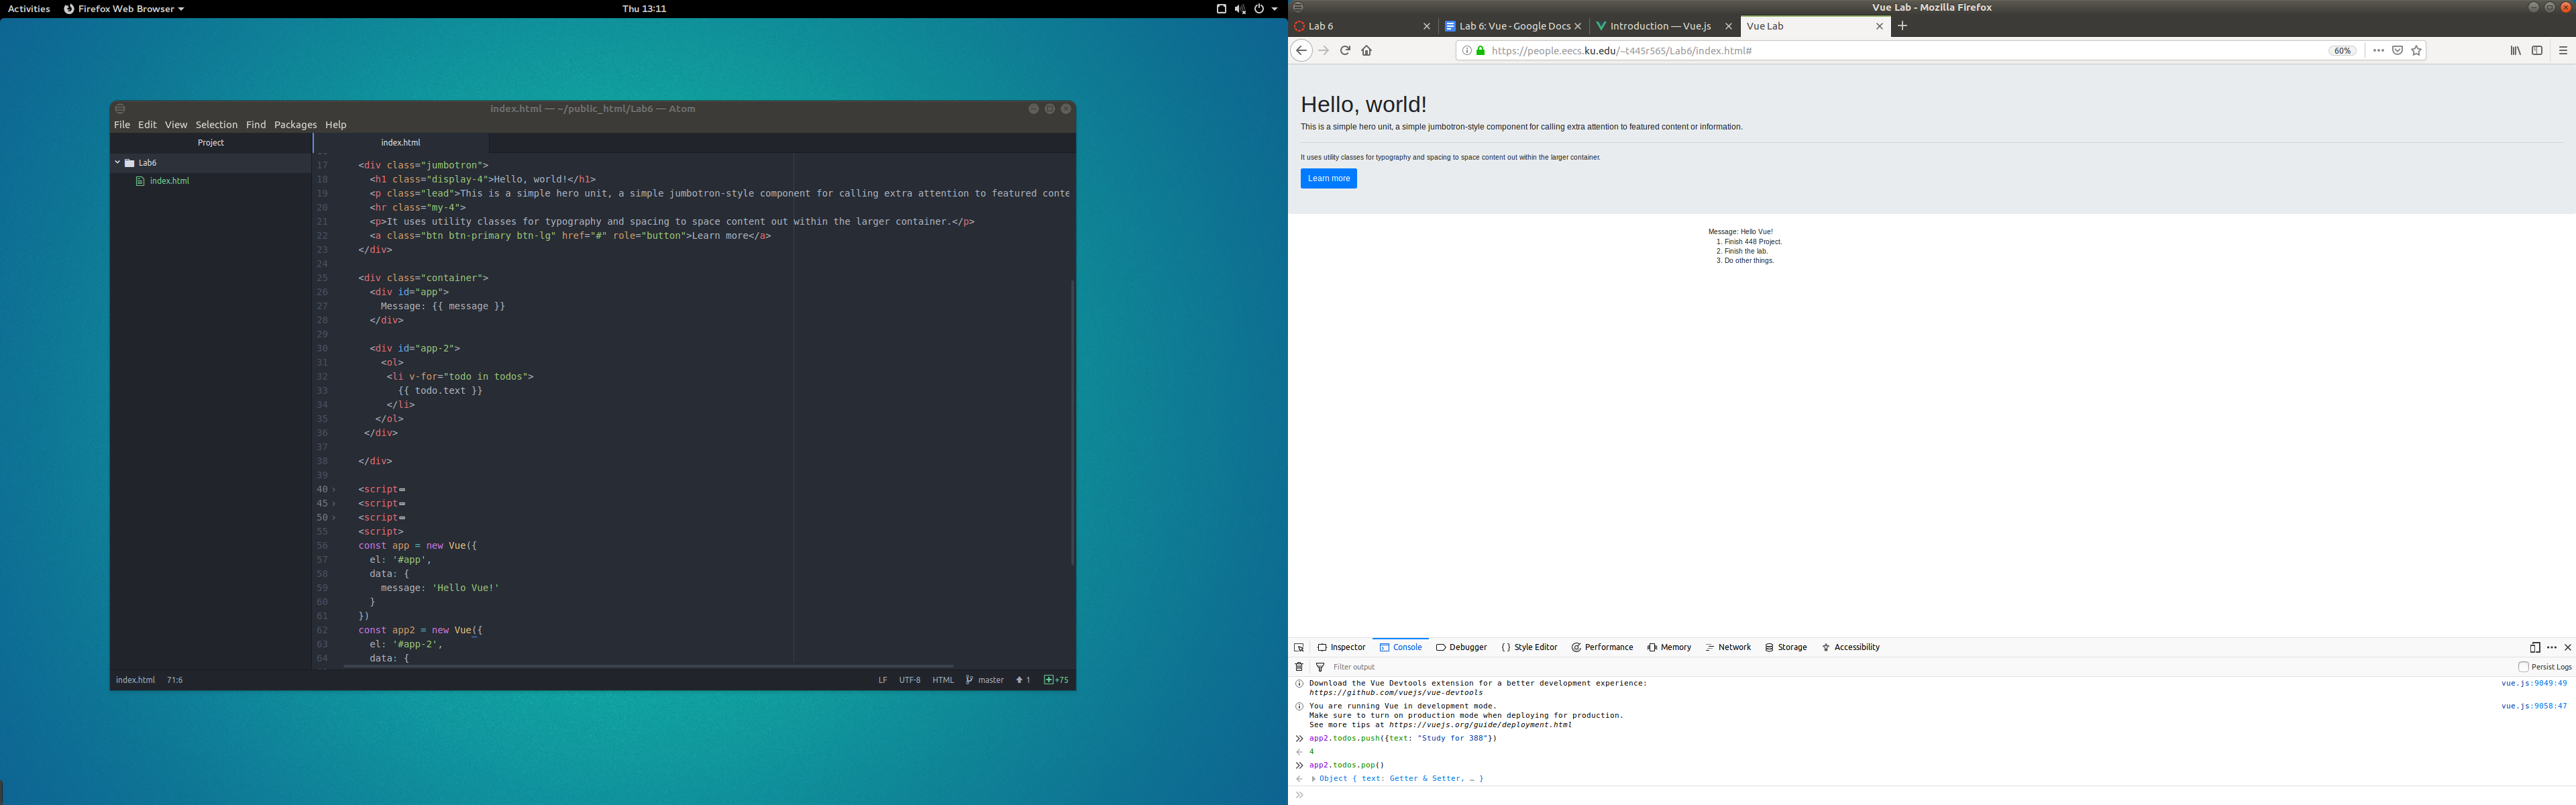 Activities Firefox Web Browser Thu 13:11
index.html — ~/public_html/Lab6 — Atom
File Edit View Selection Find Packages Help
Project index.html
Lab6
index.html
17 <div class="jumbotron">
18 <h1 class="display-4">Hello, world!</h1>
19 <p class="lead">This is a simple hero unit, a simple jumbotron-style component for calling extra attention to featured conte
20 <hr class="my-4">
21 <p>It uses utility classes for typography and spacing to space content out within the larger container.</p>
22 <a class="btn btn-primary btn-lg" href="#" role="button">Learn more</a>
23 </div>
24
25 <div class="container">
26 <div id="app">
27 Message: {{ message }}
28 </div>
29
30 <div id="app-2">
31 <ol>
32 <li v-for="todo in todos">
33 {{ todo.text }}
34 </li>
35 </ol>
36 </div>
37
38 </div>
39
40 <script
45 <script
50 <script
55 <script>
56 const app = new Vue({
57 el: '#app',
58 data: {
59 message: 'Hello Vue!'
60 }
61 })
62 const app2 = new Vue({
63 el: '#app-2',
64 data: {
index.html 71:6 LF UTF-8 HTML master 1 +75
Vue Lab - Mozilla Firefox
Lab 6 Lab 6: Vue - Google Docs Introduction — Vue.js Vue Lab
https://people.eecs.ku.edu/~t445r565/Lab6/index.html# 60%
Hello, world!
This is a simple hero unit, a simple jumbotron-style component for calling extra attention to featured content or information.
It uses utility classes for typography and spacing to space content out within the larger container.
Learn more
Message: Hello Vue!
1. Finish 448 Project.
2. Finish the lab.
3. Do other things.
Inspector Console Debugger Style Editor Performance Memory Network Storage Accessibility
Filter output Persist Logs
Download the Vue Devtools extension for a better development experience: vue.js:9049:49
https://github.com/vuejs/vue-devtools
You are running Vue in development mode. vue.js:9058:47
Make sure to turn on production mode when deploying for production.
See more tips at https://vuejs.org/guide/deployment.html
app2.todos.push({text: "Study for 388"})
4
app2.todos.pop()
Object { text: Getter & Setter, … }